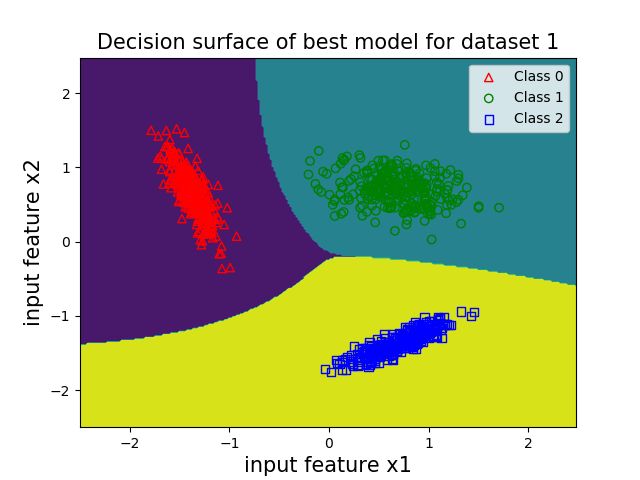 Decision surface of best model for dataset 1
Class 0
Class 1
Class 2
2
1
0
−1
−2
input feature x2
−2
−1
0
1
2
input feature x1